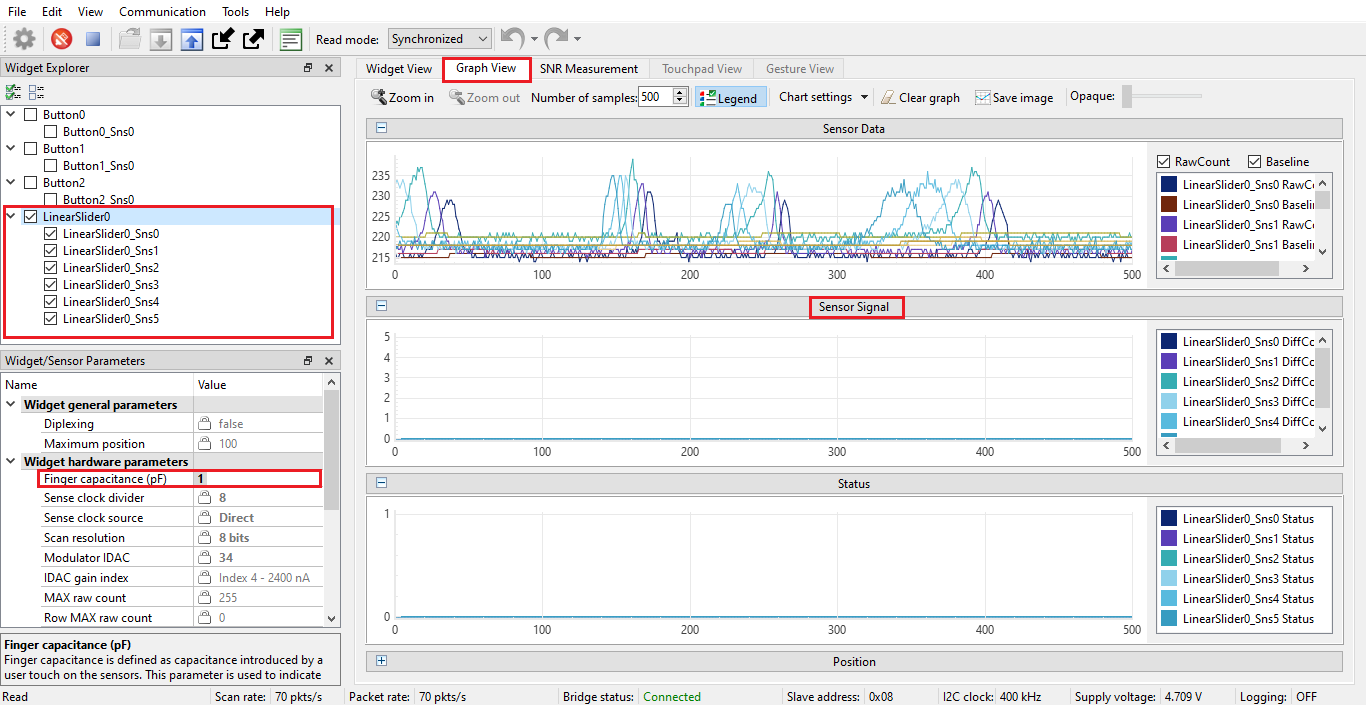 File Edit View Communication Tools Help
Read mode: Synchronized
Widget Explorer
Button0
Button0_Sns0
Button1
Button1_Sns0
Button2
Button2_Sns0
LinearSlider0
LinearSlider0_Sns0
LinearSlider0_Sns1
LinearSlider0_Sns2
LinearSlider0_Sns3
LinearSlider0_Sns4
LinearSlider0_Sns5
Widget/Sensor Parameters
Name Value
Widget general parameters
Diplexing false
Maximum position 100
Widget hardware parameters
Finger capacitance (pF) 1
Sense clock divider 8
Sense clock source Direct
Scan resolution 8 bits
Modulator IDAC 34
IDAC gain index Index 4 - 2400 nA
MAX raw count 255
Row MAX raw count 0
Finger capacitance (pF)
Finger capacitance is defined as capacitance introduced by a
user touch on the sensors. This parameter is used to indicate
Widget View Graph View SNR Measurement Touchpad View Gesture View
Zoom in Zoom out Number of samples: 500 Legend Chart settings Clear graph Save image Opaque:
Sensor Data
235
230
225
220
215
0 100 200 300 400 500
RawCount Baseline
LinearSlider0_Sns0 RawCo
LinearSlider0_Sns0 Baselin
LinearSlider0_Sns1 RawCo
LinearSlider0_Sns1 Baselin
Sensor Signal
5
4
3
2
1
0
0 100 200 300 400 500
LinearSlider0_Sns0 DiffCo
LinearSlider0_Sns1 DiffCo
LinearSlider0_Sns2 DiffCo
LinearSlider0_Sns3 DiffCo
LinearSlider0_Sns4 DiffCo
Status
1
0
0 100 200 300 400 500
LinearSlider0_Sns0 Status
LinearSlider0_Sns1 Status
LinearSlider0_Sns2 Status
LinearSlider0_Sns3 Status
LinearSlider0_Sns4 Status
LinearSlider0_Sns5 Status
Position
Read Scan rate: 70 pkts/s Packet rate: 70 pkts/s Bridge status: Connected Slave address: 0x08 I2C clock: 400 kHz Supply voltage: 4.709 V Logging: OFF